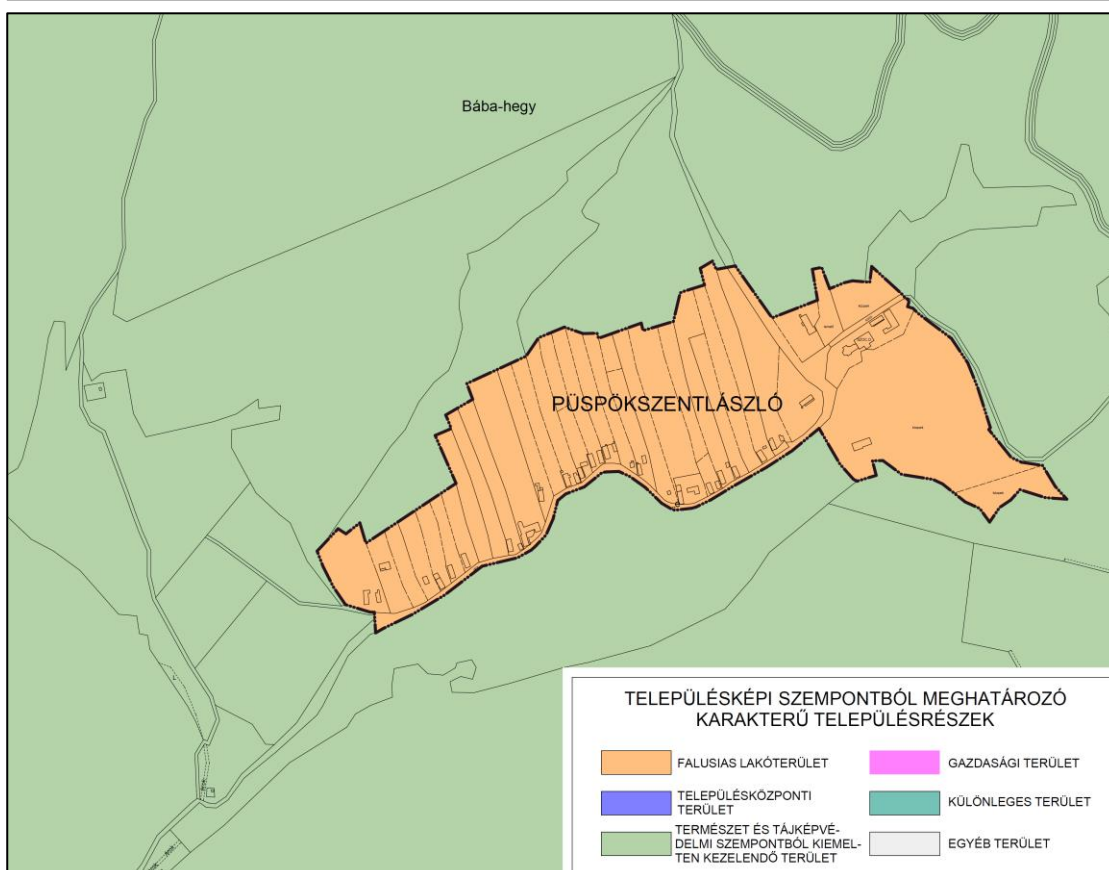 Bába-hegy
PÜSPÖKSZENTLÁSZLÓ
TELEPÜLÉSKÉPI SZEMPONTBÓL MEGHATÁROZÓ
KARAKTERŰ TELEPÜLÉSRÉSZEK
FALUSIAS LAKÓTERÜLET
GAZDASÁGI TERÜLET
TELEPÜLÉSKÖZPONTI
TERÜLET
KÜLÖNLEGES TERÜLET
TERMÉSZET ÉS TÁJKÉPVÉ-
DELMI SZEMPONTBÓL KIEMEL-
TEN KEZELENDŐ TERÜLET
EGYÉB TERÜLET